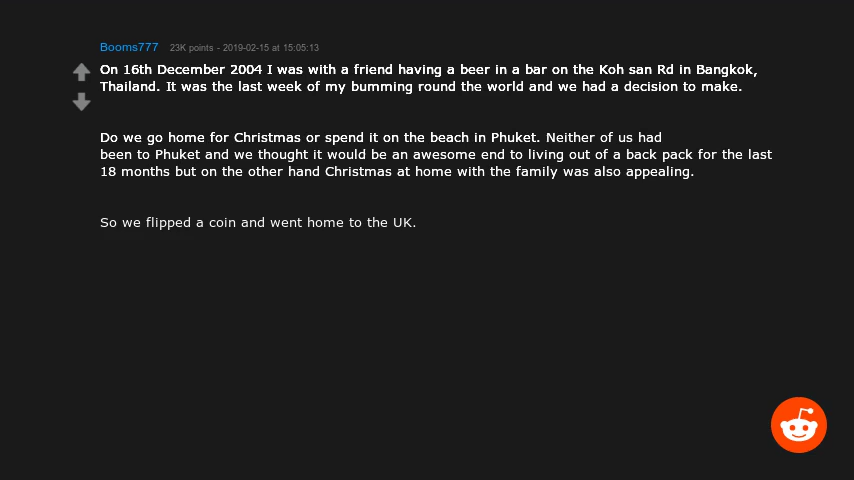 Booms777 23K points - 2019-02-15 at 15:05:13
On 16th December 2004 I was with a friend having a beer in a bar on the Koh san Rd in Bangkok,
Thailand. It was the last week of my bumming round the world and we had a decision to make.
Do we go home for Christmas or spend it on the beach in Phuket. Neither of us had
been to Phuket and we thought it would be an awesome end to living out of a back pack for the last
18 months but on the other hand Christmas at home with the family was also appealing.
So we flipped a coin and went home to the UK.